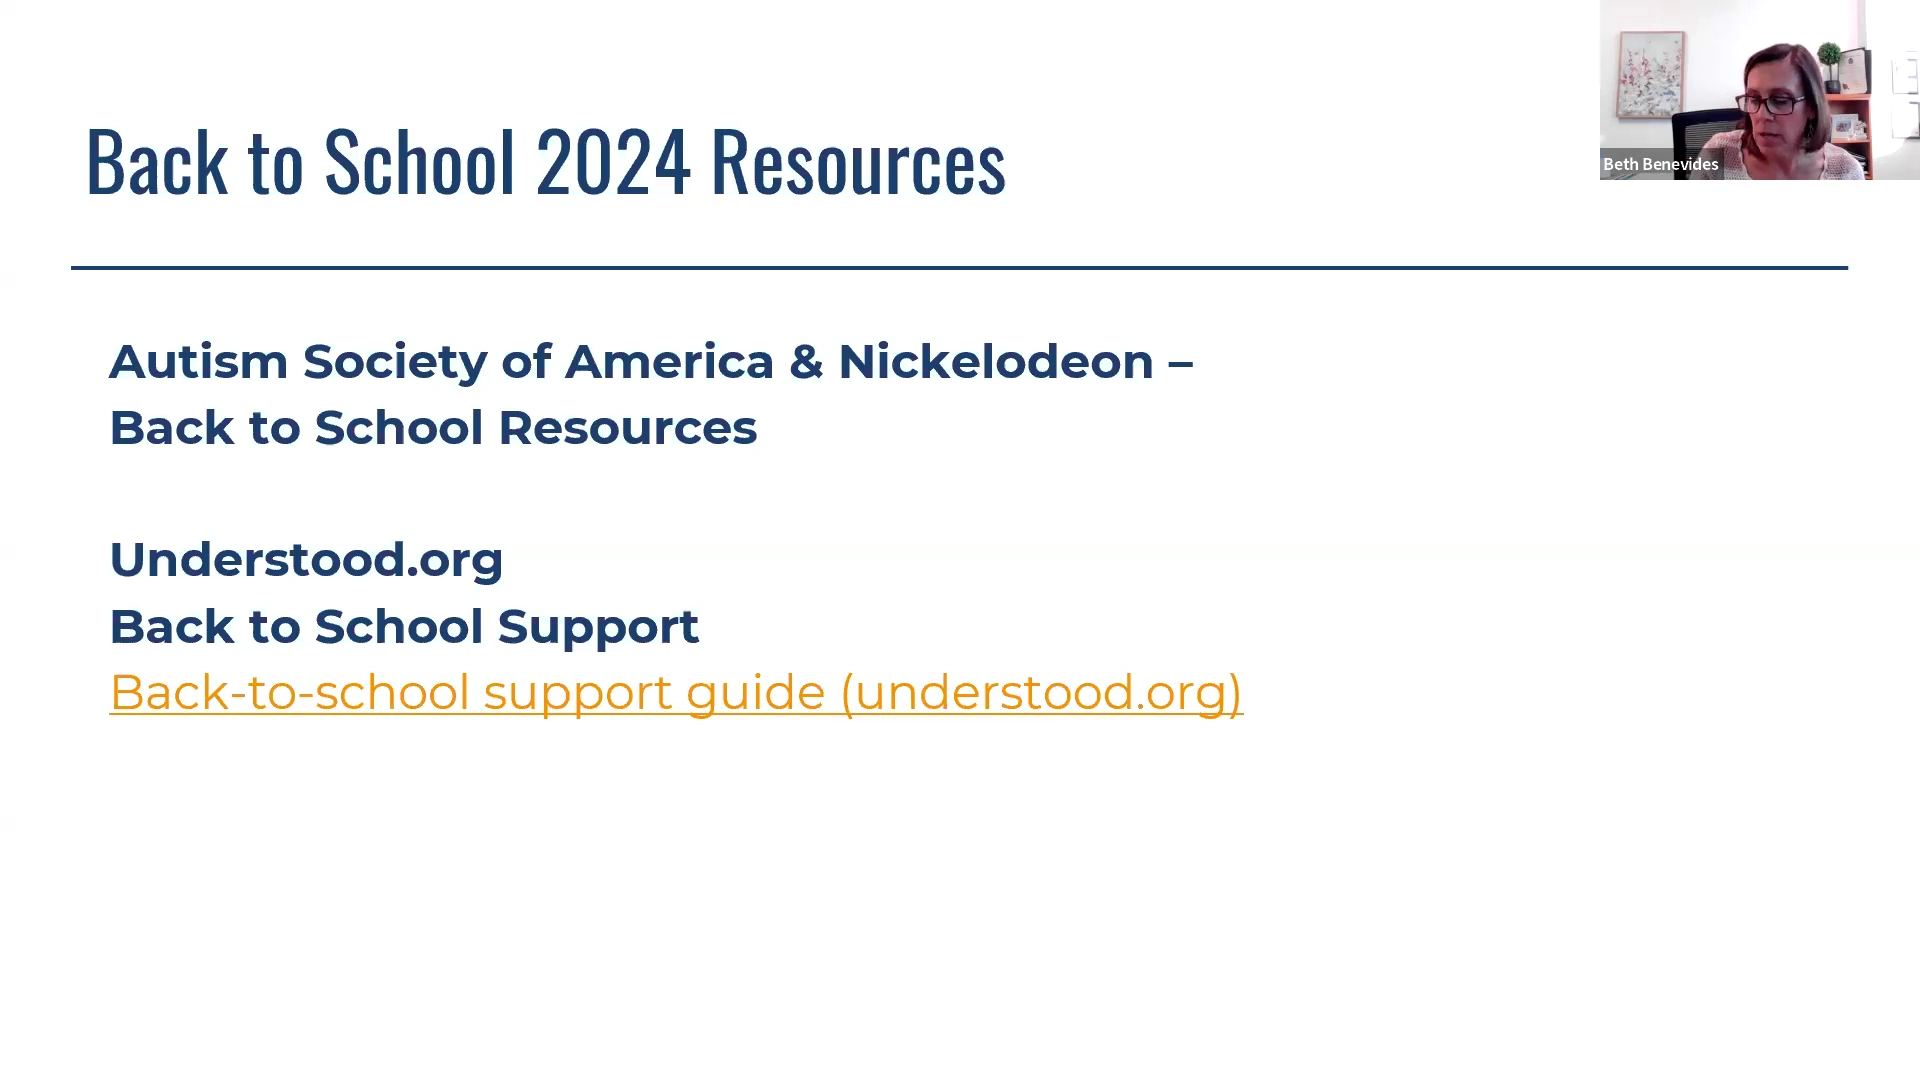 Back to School 2024 Resources
Beth Benevides
Autism Society of America & Nickelodeon –
Back to School Resources
Understood.org
Back to School Support
Back-to-school support guide (understood.org)